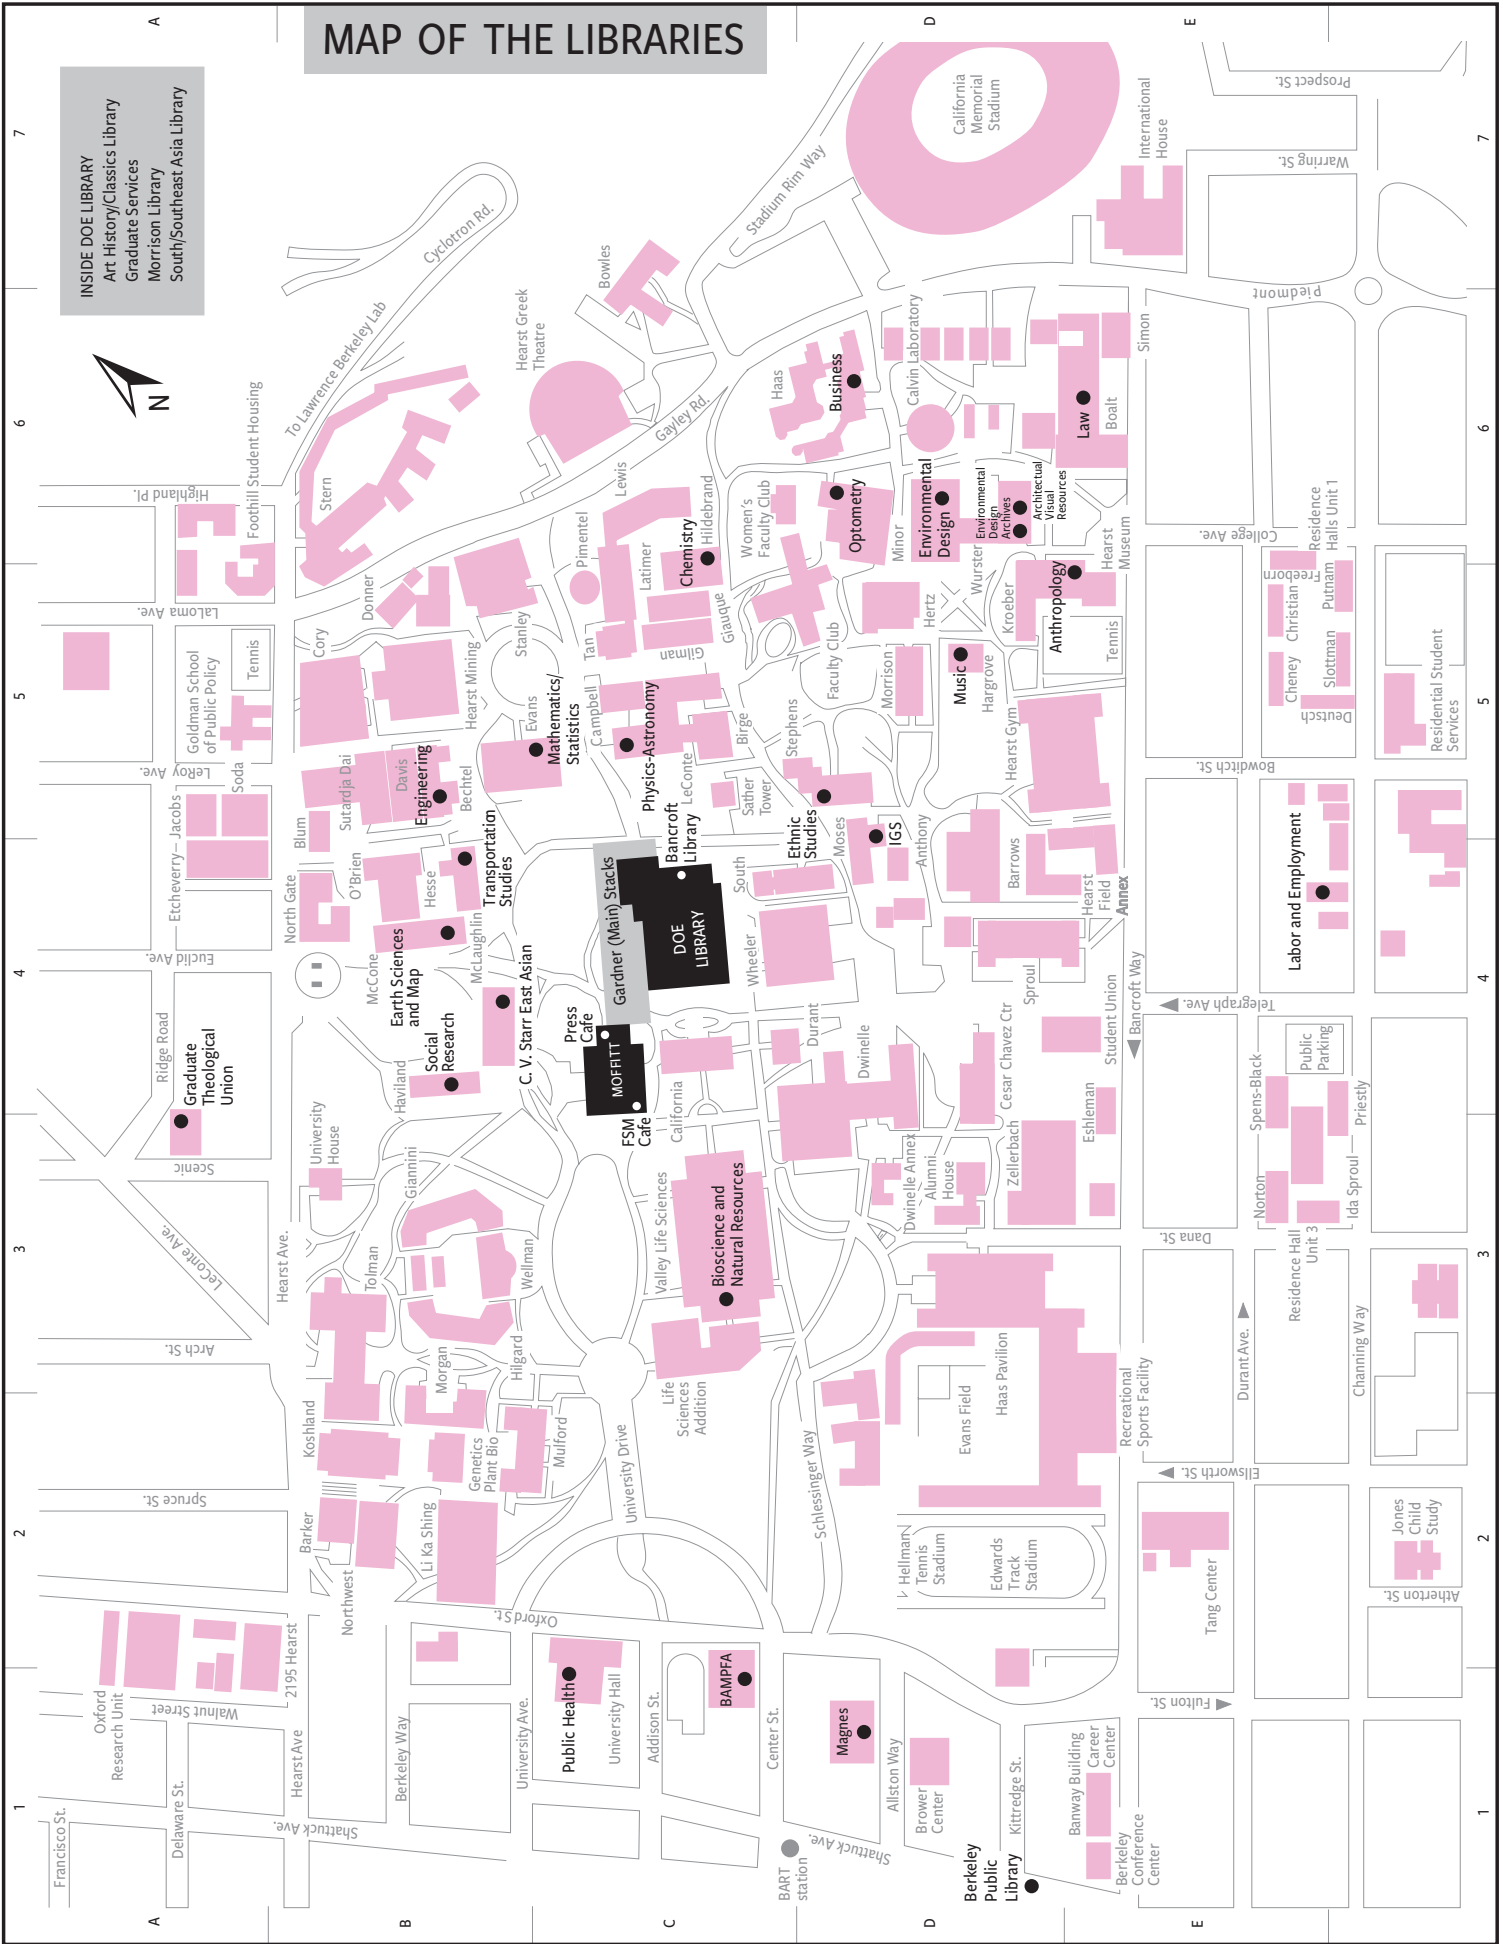 MAP OF THE LIBRARIES
INSIDE DOE LIBRARY
Art History/Classics Library
Graduate Services
Morrison Library
South/Southeast Asia Library
N
A
D
E
7
7
6
6
5
5
4
4
3
3
2
2
1
1
A
B
C
D
E
California
Memorial
Stadium
Prospect St.
International
House
Warring St.
Stadium Rim Way
Cyclotron Rd.
Bowles
Piedmont
To Lawrence Berkeley Lab
Hearst Greek
Theatre
Calvin Laboratory
Simon
Haas
Business
Gayley Rd.
Law
Boalt
Foothill Student Housing
Highland Pl.
Stern
Lewis
Hildebrand
Women's
Faculty Club
Optometry
Minor
Environmental
Design
Environmental
Design
Archives
Architectual
Visual
Resources
Wurster
College Ave.
Residence
Halls Unit 1
Hearst
Museum
Pimentel
Latimer
Chemistry
Giauque
LaLoma Ave.
Donner
Stanley
Tan
Gilman
Faculty Club
Hertz
Kroeber
Anthropology
Tennis
Freeborn
Putnam
Christian
Cheney
Slottman
Deutsch
Residential Student
Services
Cory
Tennis
Goldman School
of Public Policy
Hearst Mining
Evans
Mathematics/
Statistics
Campbell
Physics-Astronomy
LeConte
Birge
Stephens
Morrison
Music
Hargrove
Hearst Gym
Bowditch St.
LeRoy Ave.
Soda
Jacobs
Etcheverry
Sutardja Dai
Davis
Engineering
Bechtel
Blum
O'Brien
Hesse
Transportation
Studies
Sather
Tower
Bancroft
Library
Ethnic
Studies
Moses
IGS
Anthony
Barrows
Hearst
Field
Annex
Labor and Employment
South
Gardner (Main) Stacks
DOE
LIBRARY
Wheeler
North Gate
Euclid Ave.
McCone
McLaughlin
Earth Sciences
and Map
Social
Research
C. V. Starr East Asian
Press
Cafe
MOFFITT
FSM
Cafe
California
Durant
Dwinelle
Sproul
Cesar Chavez Ctr
Student Union
Bancroft Way
Telegraph Ave.
Public
Parking
Spens-Black
Priestly
Ridge Road
Graduate
Theological
Union
Haviland
University
House
Giannini
Scenic
LeConte Ave.
Hearst Ave.
Tolman
Wellman
Valley Life Sciences
Bioscience and
Natural Resources
Dwinelle Annex
Alumni
House
Zellerbach
Eshleman
Norton
Ida Sproul
Dana St.
Residence Hall
Unit 3
Arch St.
Morgan
Hilgard
Life
Sciences
Addition
Haas Pavilion
Evans Field
Recreational
Sports Facility
Durant Ave.
Channing Way
Ellsworth St.
Koshland
Genetics
Plant Bio
Mulford
University Drive
Schlessinger Way
Spruce St.
Barker
Li Ka Shing
Northwest
Hellman
Tennis
Stadium
Edwards
Track
Stadium
Jones
Child
Study
Atherton St.
Tang Center
Oxford St.
2195 Hearst
Oxford
Research Unit
Walnut Street
Public Health
University Hall
BAMPFA
Magnes
Fulton St.
Francisco St.
Delaware St.
Hearst Ave
Berkeley Way
University Ave.
Addison St.
Center St.
Allston Way
Brower
Center
Kittredge St.
Banway Building
Career
Center
Berkeley
Conference
Center
Shattuck Ave.
Shattuck Ave.
BART
station
Berkeley
Public
Library